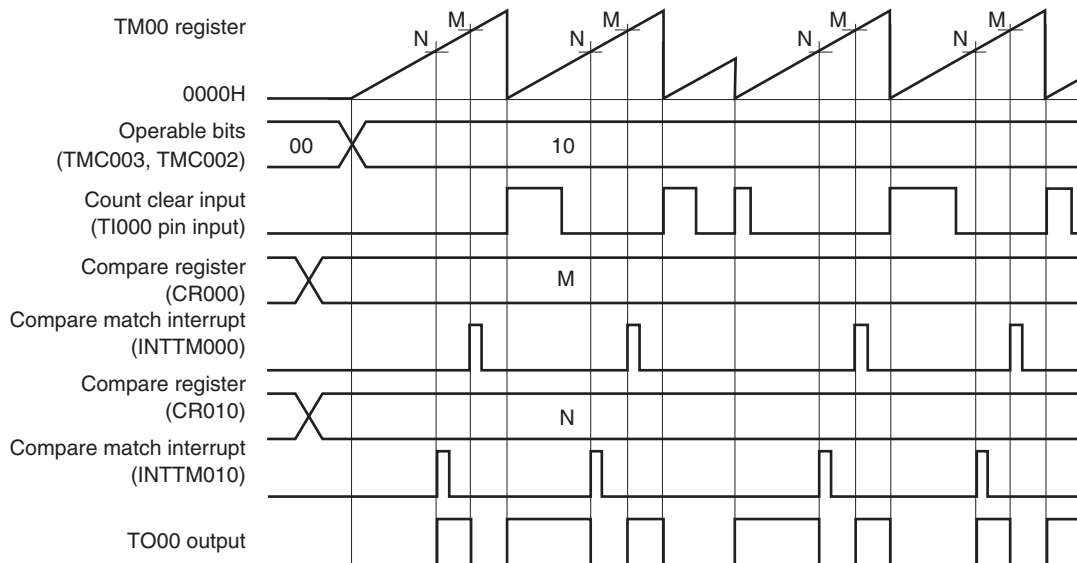 TM00 register
M
N
M
N
M
N
M
N
0000H
Operable bits
(TMC003, TMC002)
00
10
Count clear input
(TI000 pin input)
Compare register
(CR000)
M
Compare match interrupt
(INTTM000)
Compare register
(CR010)
N
Compare match interrupt
(INTTM010)
TO00 output